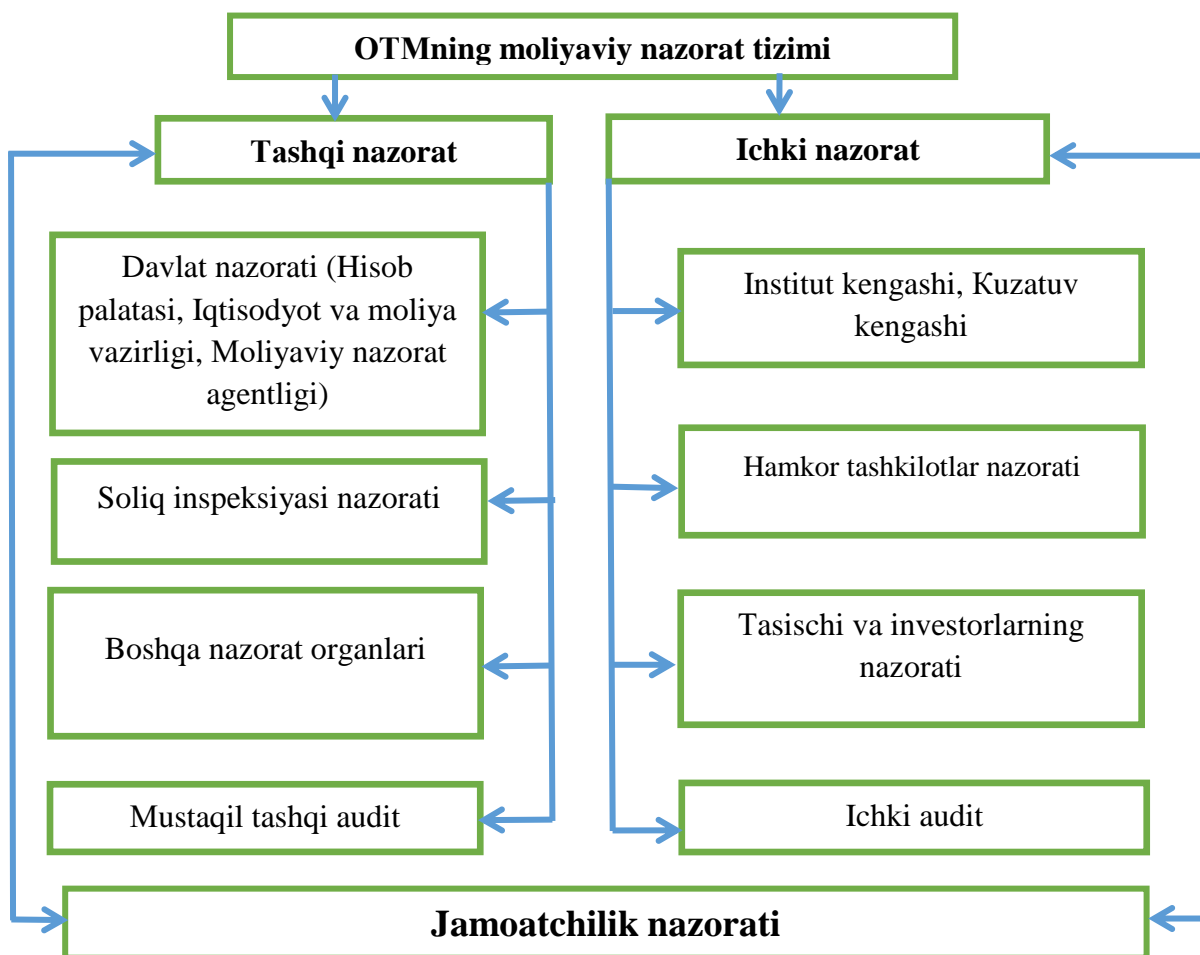 OTMning moliyaviy nazorat tizimi
Tashqi nazorat
Ichki nazorat
Davlat nazorati (Hisob
palatasi, Iqtisodyot va moliya
vazirligi, Moliyaviy nazorat
agentligi)
Soliq inspeksiyasi nazorati
Boshqa nazorat organlari
Mustaqil tashqi audit
Institut kengashi, Kuzatuv
kengashi
Hamkor tashkilotlar nazorati
Tasischi va investorlarning
nazorati
Ichki audit
Jamoatchilik nazorati